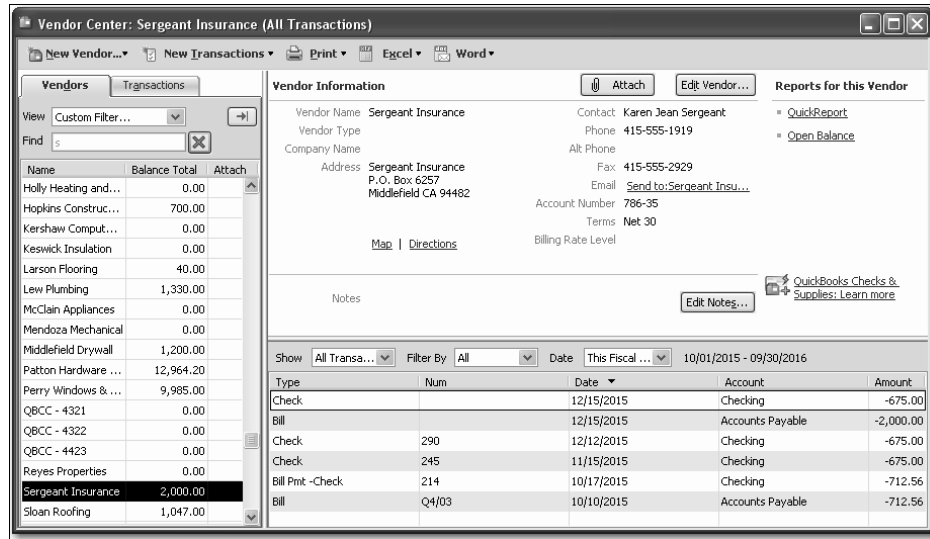 Vendor Center: Sergeant Insurance (All Transactions)
New Vendor... New Transactions Print Excel Word
Vendors Transactions
View Custom Filter...
Find s
Name Balance Total Attach
Holly Heating and... 0.00
Hopkins Construc... 700.00
Kershaw Comput... 0.00
Keswick Insulation 0.00
Larson Flooring 40.00
Lew Plumbing 1,330.00
McClain Appliances 0.00
Mendoza Mechanical 0.00
Middlefield Drywall 1,200.00
Patton Hardware ... 12,964.20
Perry Windows & ... 9,985.00
QBCC - 4321 0.00
QBCC - 4322 0.00
QBCC - 4423 0.00
Reyes Properties 0.00
Sergeant Insurance 2,000.00
Sloan Roofing 1,047.00
Vendor Information Attach Edit Vendor...
Vendor Name Sergeant Insurance
Vendor Type
Company Name
Address Sergeant Insurance
P.O. Box 6257
Middlefield CA 94482
Map | Directions
Contact Karen Jean Sergeant
Phone 415-555-1919
Alt Phone
Fax 415-555-2929
Email Send to:Sergeant Insu...
Account Number 786-35
Terms Net 30
Billing Rate Level
Notes Edit Notes...
Reports for this Vendor
QuickReport
Open Balance
QuickBooks Checks &
Supplies: Learn more
Show All Transa... Filter By All Date This Fiscal ... 10/01/2015 - 09/30/2016
Type Num Date Account Amount
Check 12/15/2015 Checking -675.00
Bill 12/15/2015 Accounts Payable -2,000.00
Check 290 12/12/2015 Checking -675.00
Check 245 11/15/2015 Checking -675.00
Bill Pmt -Check 214 10/17/2015 Checking -712.56
Bill Q4/03 10/10/2015 Accounts Payable -712.56